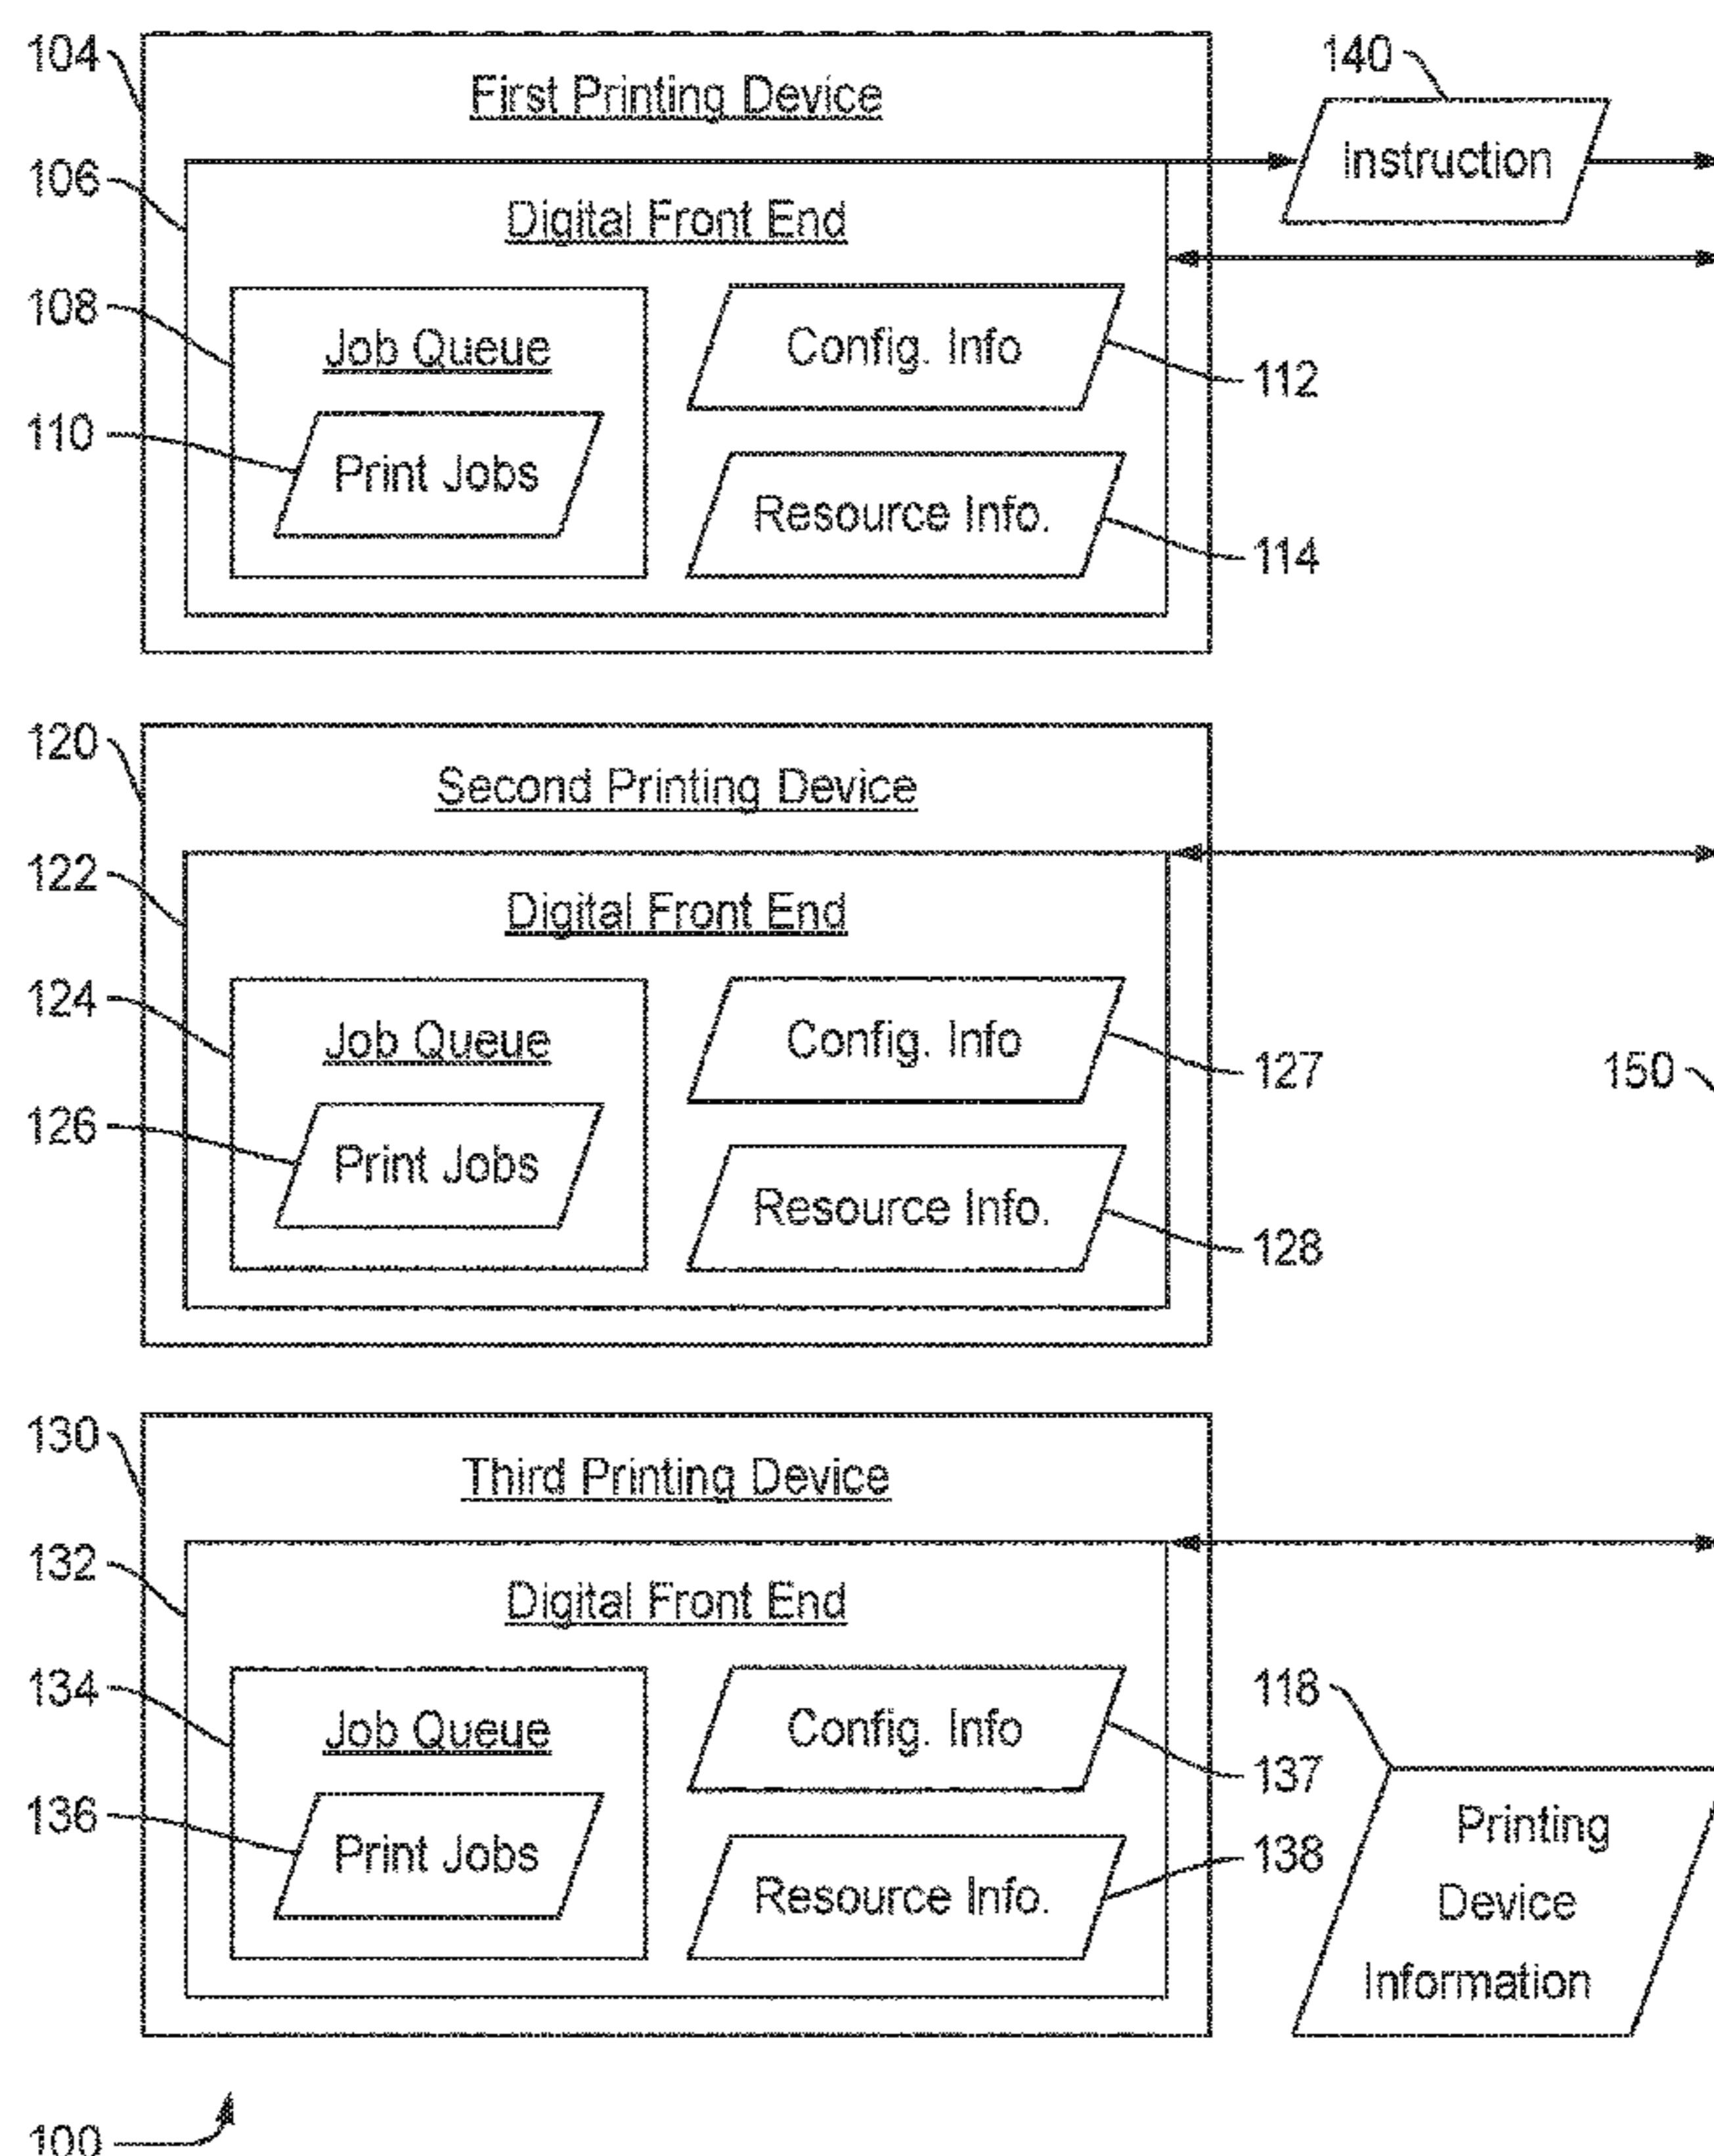 104
First Printing Device
140
Instruction
106
Digital Front End
108
Job Queue
Config. Info
112
110
Print Jobs
Resource Info.
114
120
Second Printing Device
122
Digital Front End
124
Job Queue
Config. Info
127
150
126
Print Jobs
Resource Info.
128
130
Third Printing Device
132
Digital Front End
134
Job Queue
Config. Info
137
118
Printing
Device
Information
136
Print Jobs
Resource Info.
138
100